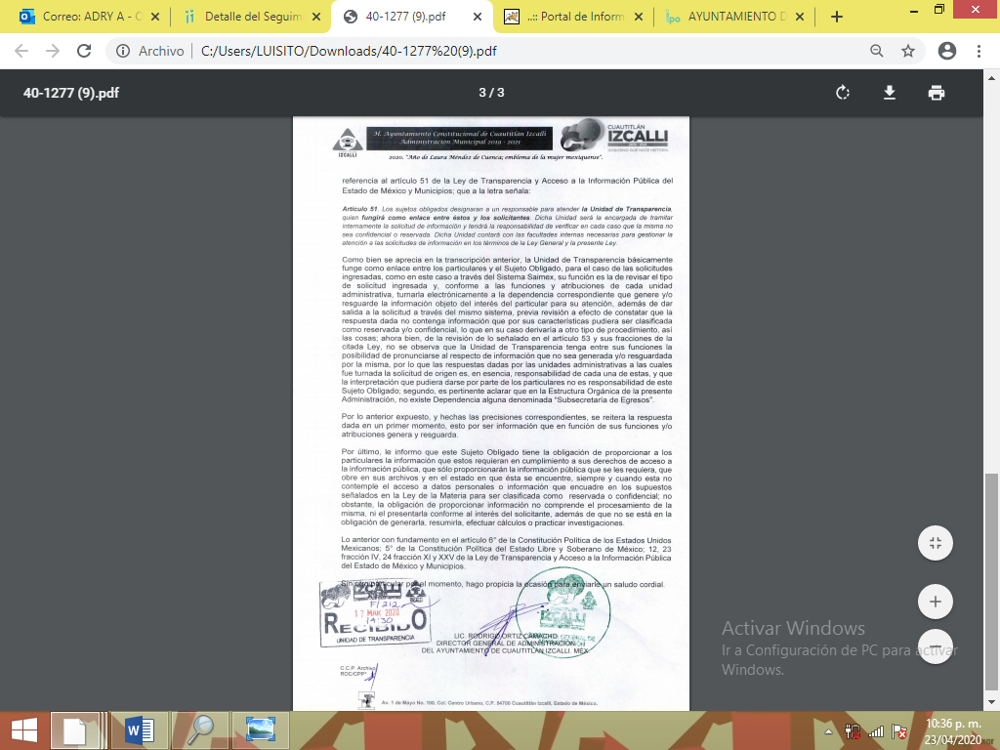 Correo: ADRY A - C
Detalle del Seguim
40-1277 (9).pdf
..:: Portal de Inform
AYUNTAMIENTO D
Archivo
C:/Users/LUISITO/Downloads/40-1277%20(9).pdf
40-1277 (9).pdf
3 / 3
IZCALLI
H. Ayuntamiento Constitucional de Cuautitlán Izcalli
Administración Municipal 2019 - 2021
CUAUTITLÁN
IZCALLI
GOBIERNO QUE HACE HISTORIA
2020. "Año de Laura Méndez de Cuenca; emblema de la mujer mexiquense".
referencia al artículo 51 de la Ley de Transparencia y Acceso a la Información Pública del
Estado de México y Municipios; que a la letra señala:
Artículo 51. Los sujetos obligados designaran a un responsable para atender la Unidad de Transparencia,
quien fungirá como enlace entre éstos y los solicitantes. Dicha Unidad será la encargada de tramitar
internamente la solicitud de información y tendrá la responsabilidad de verificar en cada caso que la misma no
sea confidencial o reservada. Dicha Unidad contará con las facultades internas necesarias para gestionar la
atención a las solicitudes de información en los términos de la Ley General y la presente Ley.
Como bien se aprecia en la transcripción anterior, la Unidad de Transparencia básicamente
funge como enlace entre los particulares y el Sujeto Obligado, para el caso de las solicitudes
ingresadas, como en este caso a través del Sistema Saimex, su función es la de revisar el tipo
de solicitud ingresada y, conforme a las funciones y atribuciones de cada unidad
administrativa, turnarla electrónicamente a la dependencia correspondiente que genere y/o
resguarde la información objeto del interés del particular para su atención, además de dar
salida a la solicitud a través del mismo sistema, previa revisión a efecto de constatar que la
respuesta dada no contenga información que por sus características pudiera ser clasificada
como reservada y/o confidencial, lo que en su caso derivaría a otro tipo de procedimiento, así
las cosas; ahora bien, de la revisión de lo señalado en el artículo 53 y sus fracciones de la
citada Ley, no se observa que la Unidad de Transparencia tenga entre sus funciones la
posibilidad de pronunciarse al respecto de información que no sea generada y/o resguardada
por la misma, por lo que las respuestas dadas por las unidades administrativas a las cuales
fue turnada la solicitud de origen es, en esencia, responsabilidad de cada una de estas, y que
la interpretación que pudiera darse por parte de los particulares no es responsabilidad de este
Sujeto Obligado; segundo, es pertinente aclarar que en la Estructura Orgánica de la presente
Administración, no existe Dependencia alguna denominada "Subsecretaría de Egresos".
Por lo anterior expuesto, y hechas las precisiones correspondientes, se reitera la respuesta
dada en un primer momento, esto por ser información que en función de sus funciones y/o
atribuciones genera y resguarda.
Por último, le informo que este Sujeto Obligado tiene la obligación de proporcionar a los
particulares la información que estos requieran en cumplimiento a sus derechos de acceso a
la información pública, que sólo proporcionarán la información pública que se les requiera, que
obre en sus archivos y en el estado en que ésta se encuentre, siempre y cuando esta no
contemple el acceso a datos personales o información que encuadre en los supuestos
señalados en la Ley de la Materia para ser clasificada como reservada o confidencial; no
obstante, la obligación de proporcionar información no comprende el procesamiento de la
misma, ni el presentarla conforme al interés del solicitante, además de que no se está en la
obligación de generarla, resumirla, efectuar cálculos o practicar investigaciones.
Lo anterior con fundamento en el artículo 6° de la Constitución Política de los Estados Unidos
Mexicanos; 5° de la Constitución Política del Estado Libre y Soberano de México; 12, 23
fracción IV, 24 fracción XI y XXV de la Ley de Transparencia y Acceso a la Información Pública
del Estado de México y Municipios.
Sin otro particular por el momento, hago propicia la ocasión para enviarle un saludo cordial.
IZCALLI
F/212
17 MAR 2020
14:30
RECIBIDO
UNIDAD DE TRANSPARENCIA
IZCALLI
LIC. RODRIGO ORTIZ CAMACHO
DIRECTOR GENERAL DE ADMINISTRACIÓN
DEL AYUNTAMIENTO DE CUAUTITLÁN IZCALLI. MÉX.
C.C.P. Archivo
ROC/CPP*
Av. 1 de Mayo No. 100, Col. Centro Urbano, C.P. 54700 Cuautitlán Izcalli, Estado de México.
Activar Windows
Ir a Configuración de PC para activar
Windows.
10:36 p. m.
23/04/2020